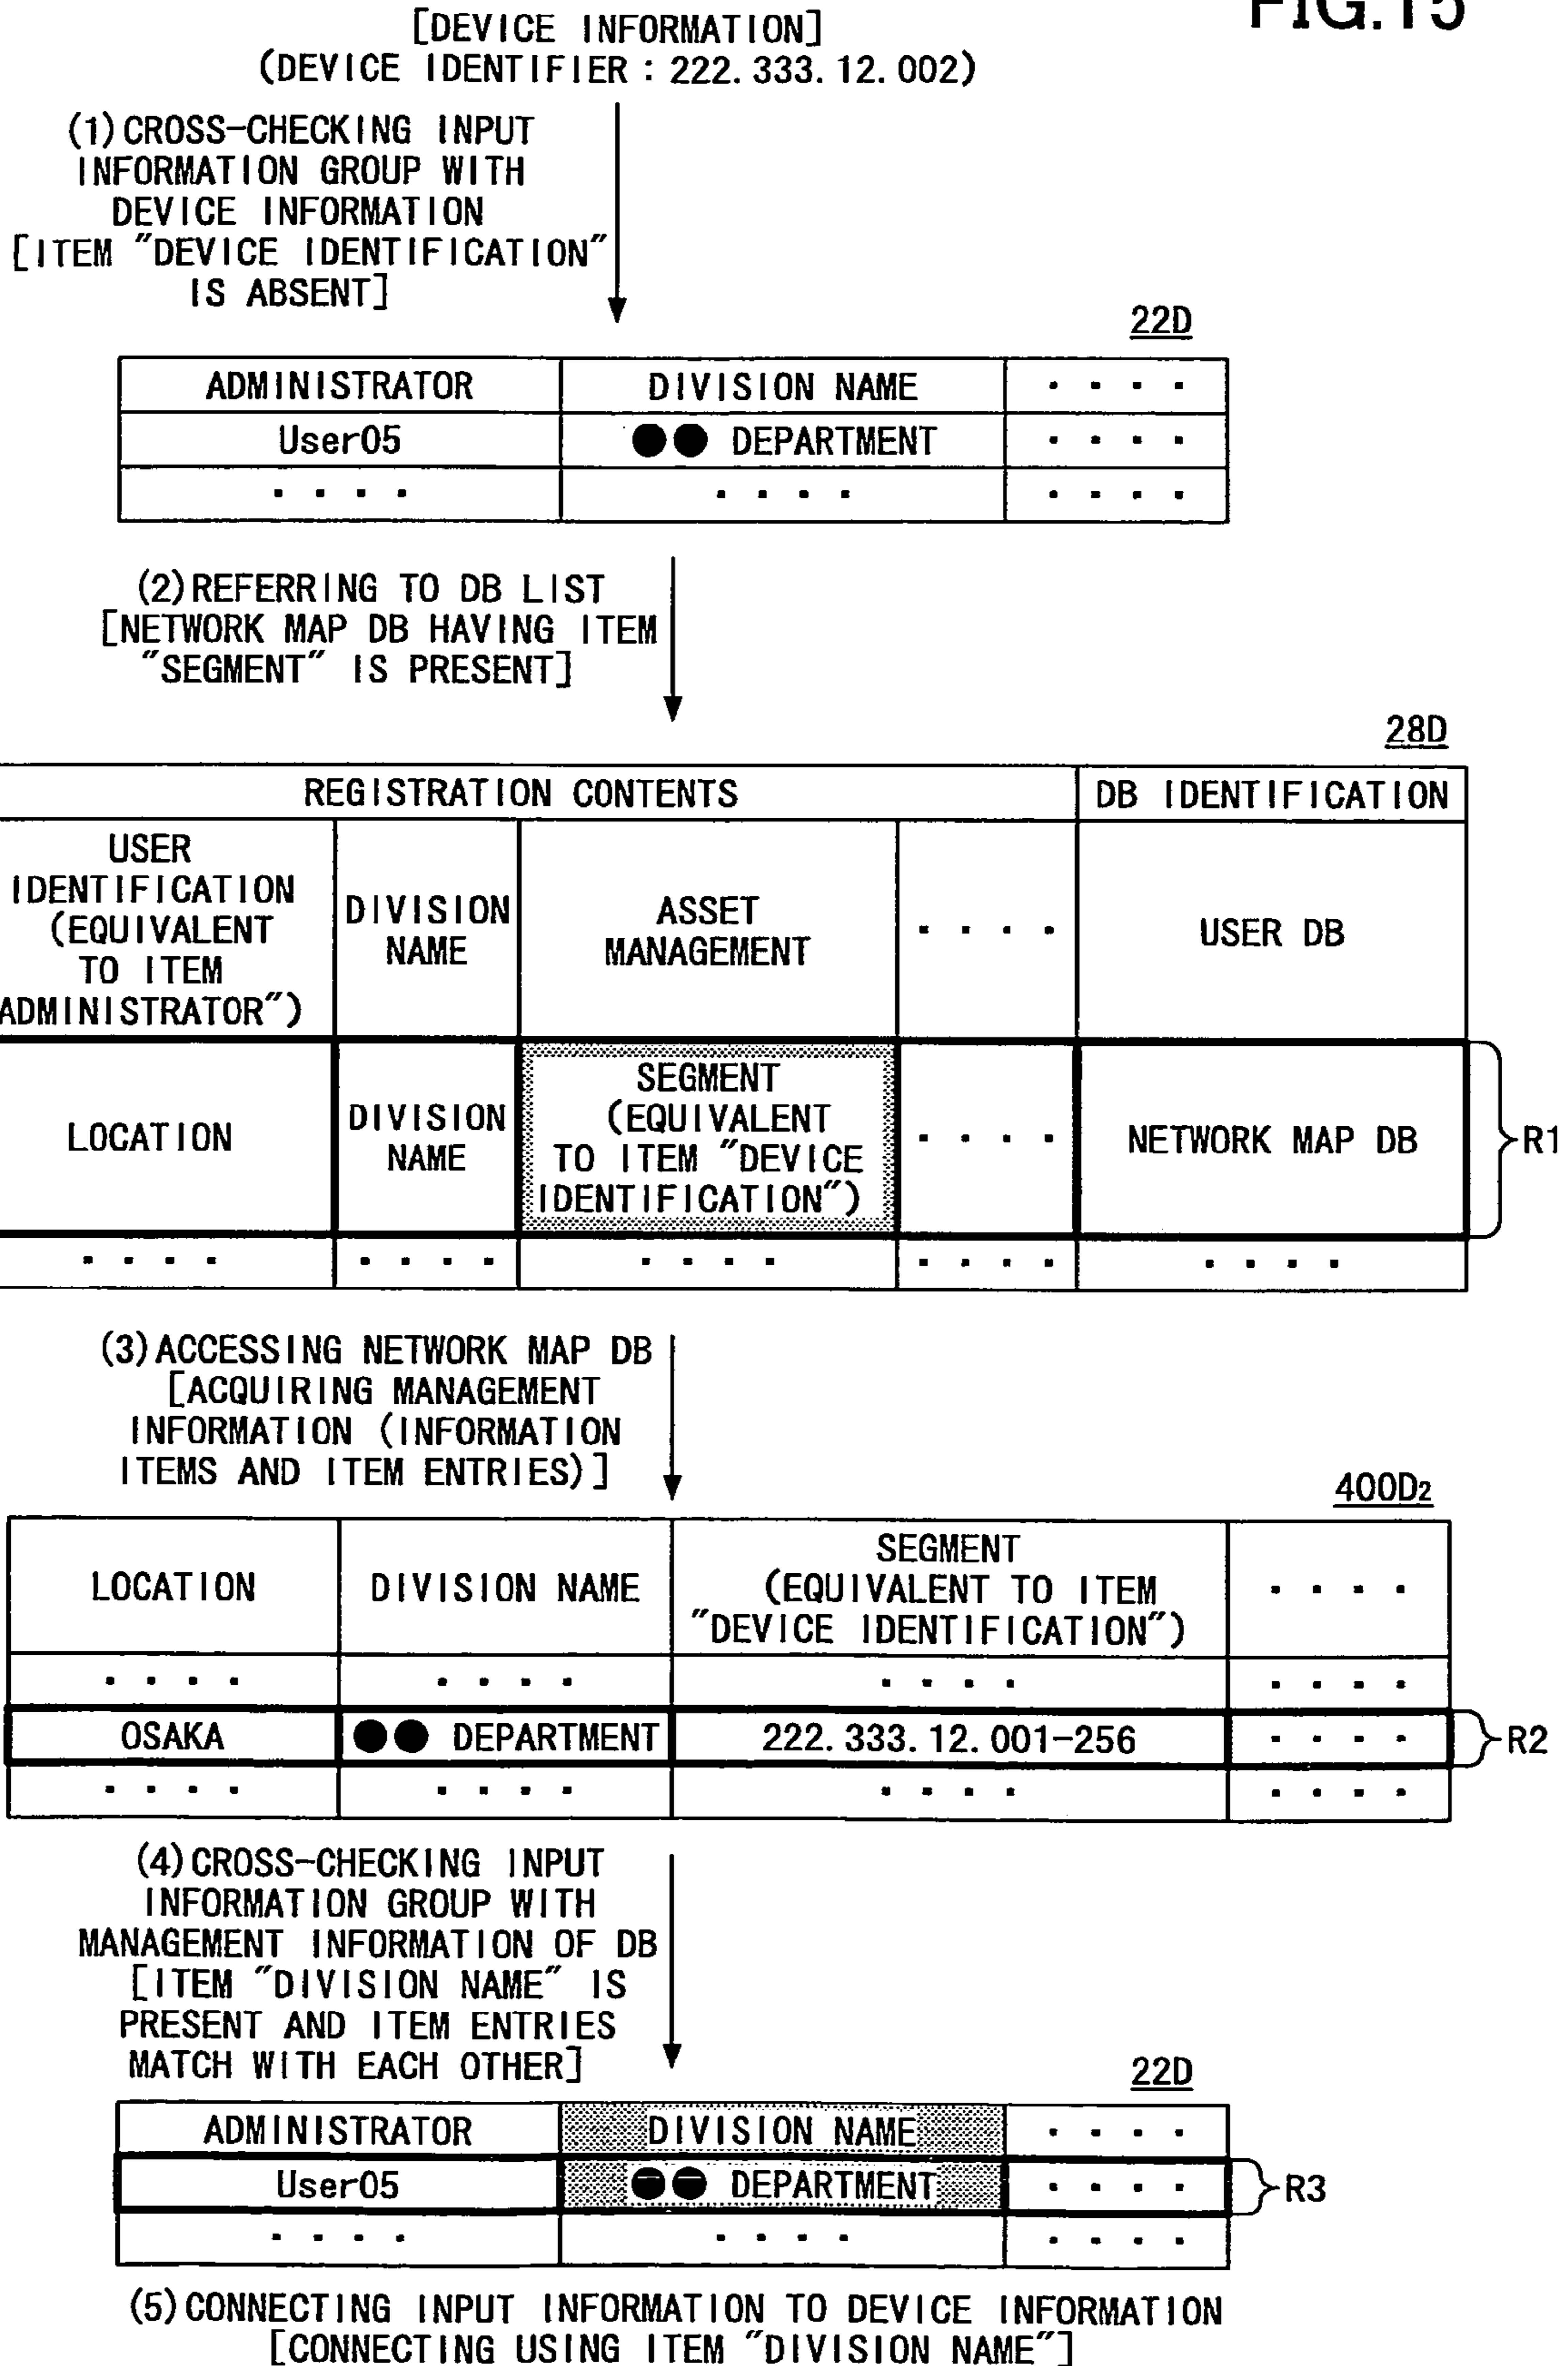 FIG.15
[DEVICE INFORMATION]
(DEVICE IDENTIFIER : 222. 333. 12. 002)
(1) CROSS-CHECKING INPUT
INFORMATION GROUP WITH
DEVICE INFORMATION
[ITEM "DEVICE IDENTIFICATION"
IS ABSENT]
22D
ADMINISTRATOR DIVISION NAME ....
User05 ●● DEPARTMENT ....
.... .... ....
(2) REFERRING TO DB LIST
[NETWORK MAP DB HAVING ITEM
"SEGMENT" IS PRESENT]
28D
REGISTRATION CONTENTS DB IDENTIFICATION
USER
IDENTIFICATION
(EQUIVALENT
TO ITEM
ADMINISTRATOR")
DIVISION
NAME
ASSET
MANAGEMENT
....
USER DB
LOCATION
DIVISION
NAME
SEGMENT
(EQUIVALENT
TO ITEM "DEVICE
IDENTIFICATION")
....
NETWORK MAP DB
R1
.... .... .... .... ....
(3) ACCESSING NETWORK MAP DB
[ACQUIRING MANAGEMENT
INFORMATION (INFORMATION
ITEMS AND ITEM ENTRIES)]
400D2
LOCATION
DIVISION NAME
SEGMENT
(EQUIVALENT TO ITEM
"DEVICE IDENTIFICATION")
....
.... .... .... ....
OSAKA ●● DEPARTMENT 222. 333. 12. 001-256 .... R2
.... .... .... ....
(4) CROSS-CHECKING INPUT
INFORMATION GROUP WITH
MANAGEMENT INFORMATION OF DB
[ITEM "DIVISION NAME" IS
PRESENT AND ITEM ENTRIES
MATCH WITH EACH OTHER]
22D
ADMINISTRATOR DIVISION NAME ....
User05 ●● DEPARTMENT .... R3
.... .... ....
(5) CONNECTING INPUT INFORMATION TO DEVICE INFORMATION
[CONNECTING USING ITEM "DIVISION NAME"]